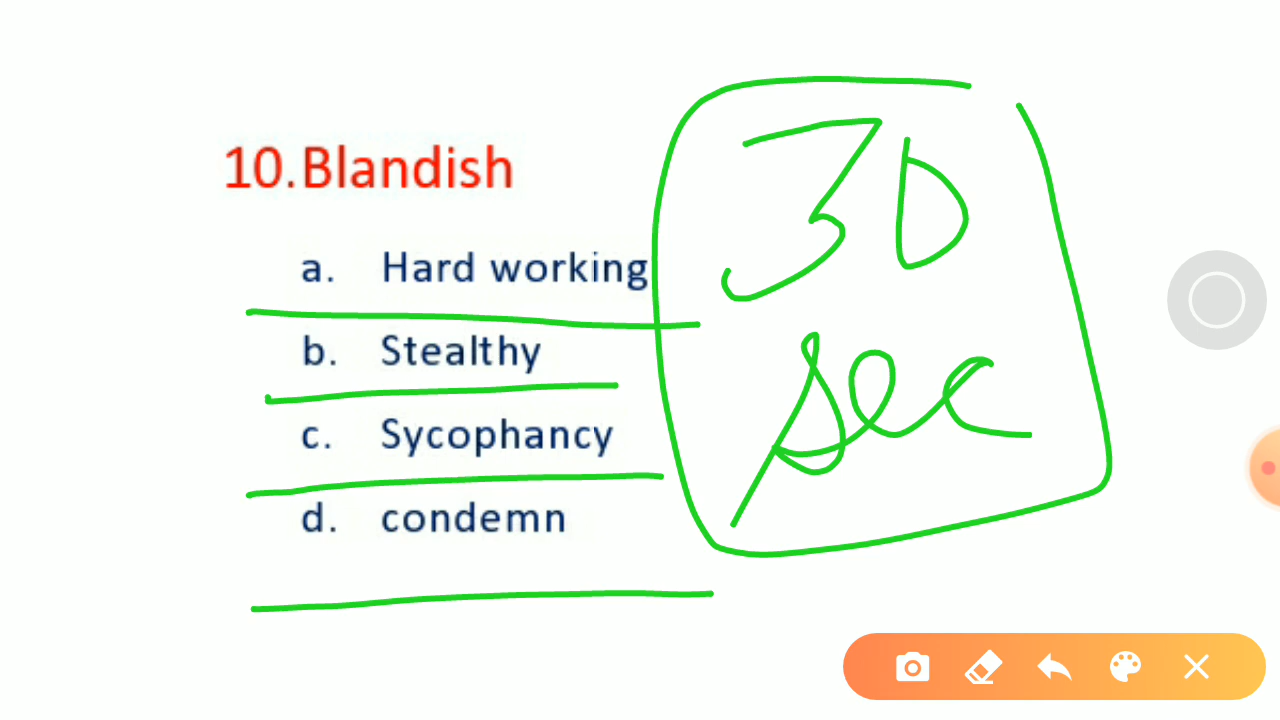 10. Blandish
a. Hard working
b. Stealthy
c. Sycophancy
d. condemn
30
sec